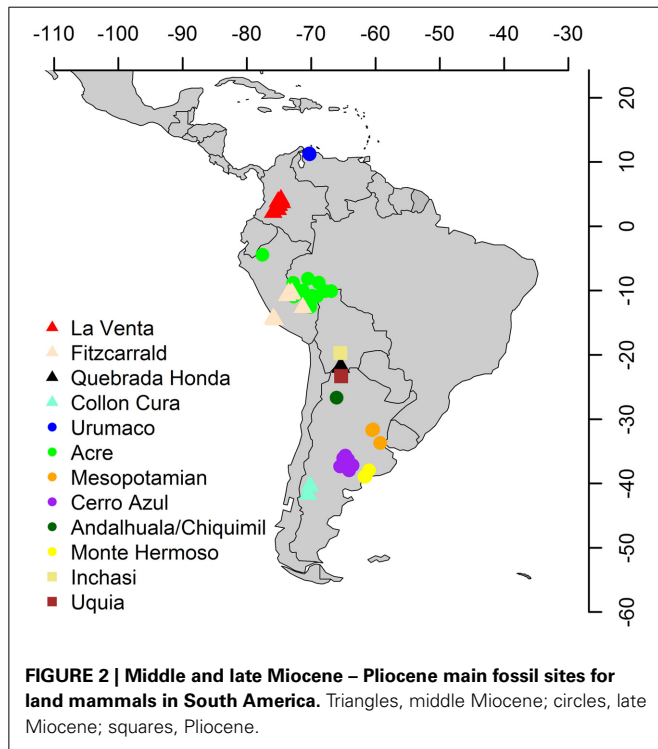 -110 -100 -90 -80 -70 -60 -50 -40 -30
20
10
0
-10
-20
-30
-40
-50
-60
La Venta
Fitzcarrald
Quebrada Honda
Collon Cura
Urumaco
Acre
Mesopotamian
Cerro Azul
Andalhuala/Chiquimil
Monte Hermoso
Inchasi
Uquia
FIGURE 2 | Middle and late Miocene – Pliocene main fossil sites for
land mammals in South America. Triangles, middle Miocene; circles, late
Miocene; squares, Pliocene.